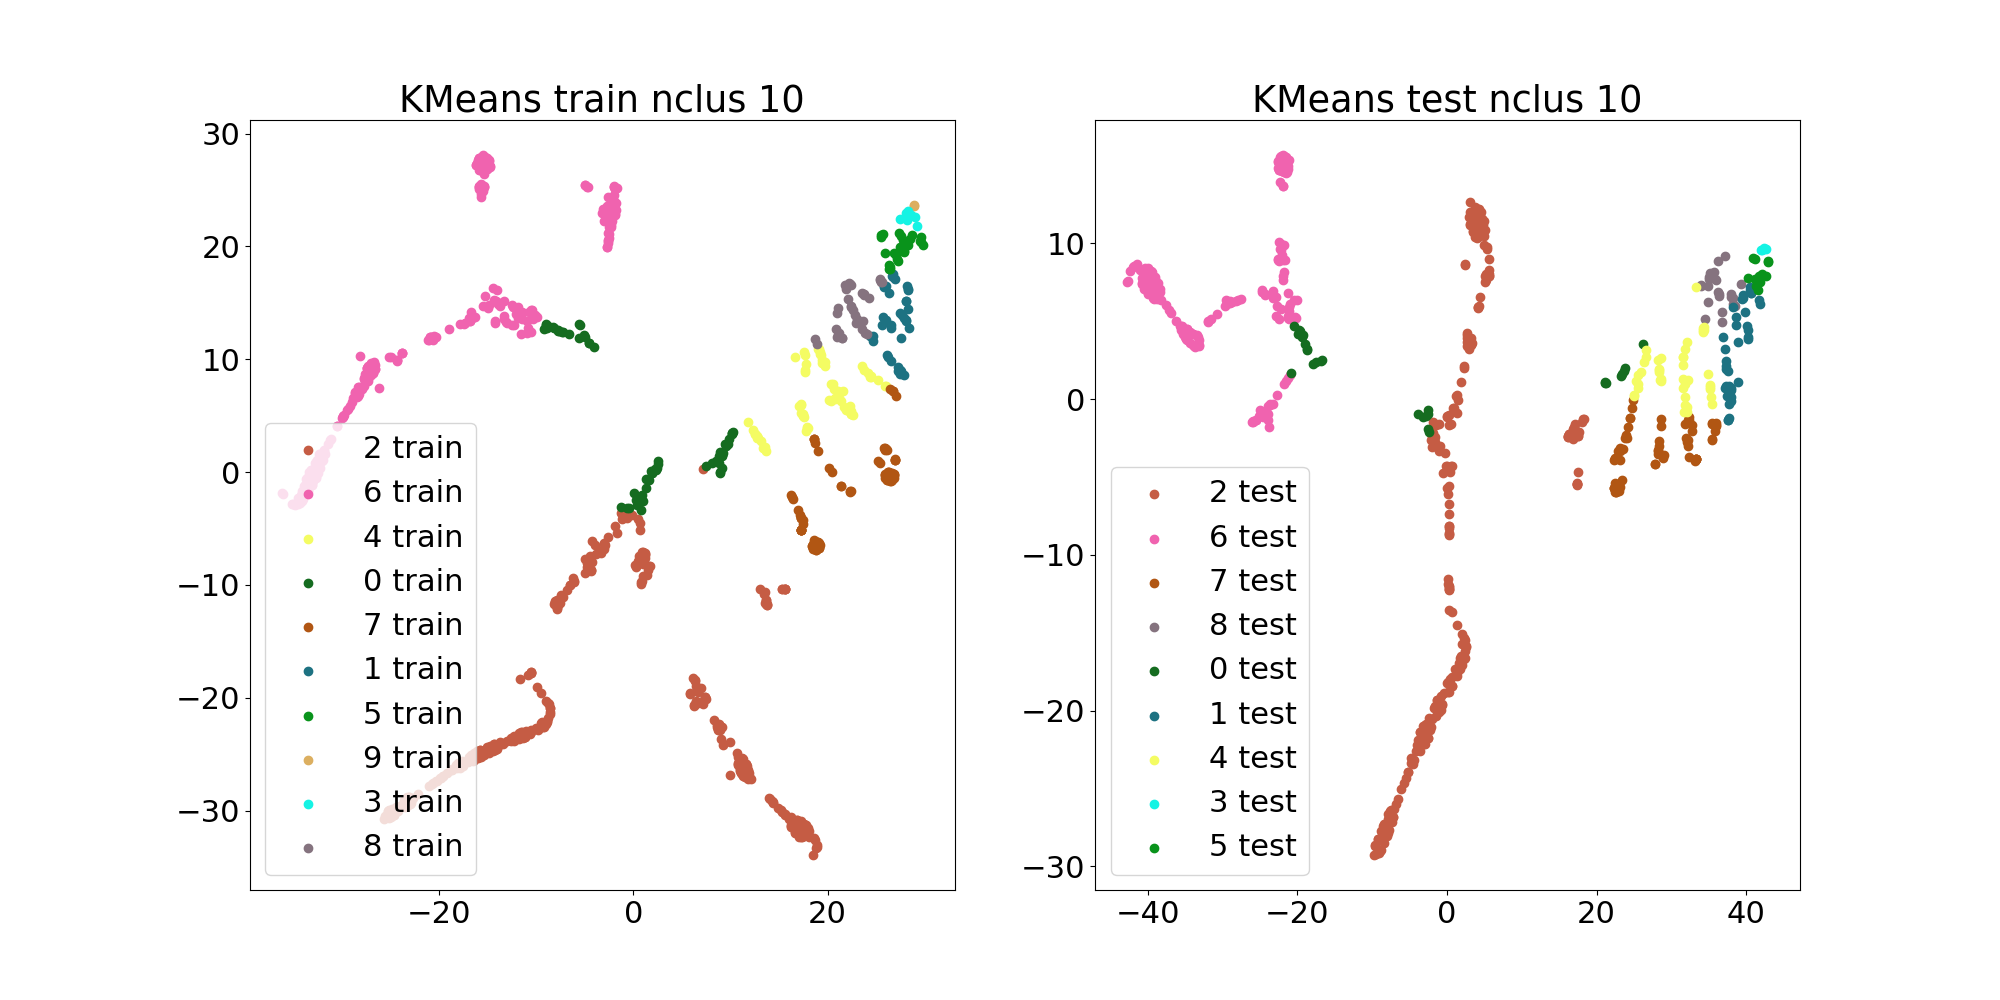 KMeans train nclus 10
30
20
10
0
−10
−20
−30
−20
0
20
2 train
6 train
4 train
0 train
7 train
1 train
5 train
9 train
3 train
8 train
KMeans test nclus 10
10
0
−10
−20
−30
−40
−20
0
20
40
2 test
6 test
7 test
8 test
0 test
1 test
4 test
3 test
5 test